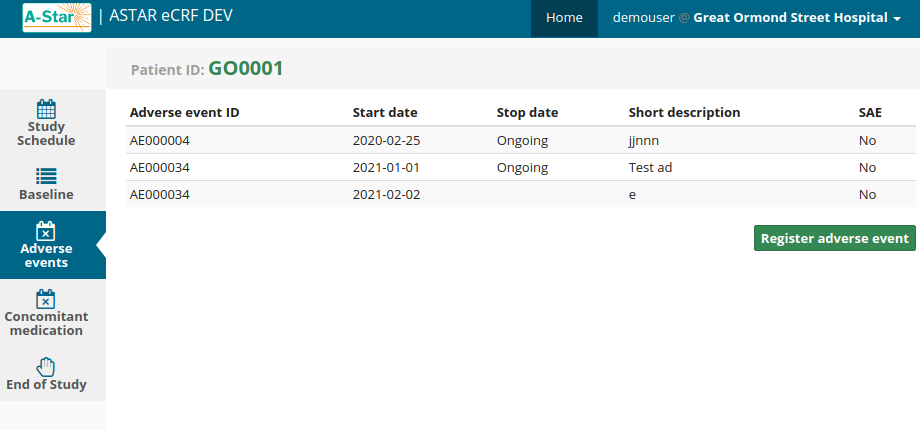 A-Star | ASTAR eCRF DEV Home demouser @ Great Ormond Street Hospital
Patient ID: GO0001
Study
Schedule
Baseline
Adverse
events
Concomitant
medication
End of Study
Adverse event ID Start date Stop date Short description SAE
AE000004 2020-02-25 Ongoing jjnnn No
AE000034 2021-01-01 Ongoing Test ad No
AE000034 2021-02-02 e No
Register adverse event